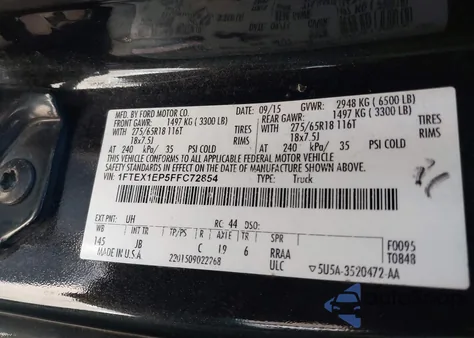 MFD. BY FORD MOTOR CO.
DATE: 09/15 GVWR: 2948 KG ( 6500 LB)
FRONT GAWR: 1497 KG ( 3300 LB)
REAR GAWR: 1497 KG ( 3300 LB)
WITH 275/65R18 116T TIRES
WITH 275/65R18 116T TIRES
18x7.5J RIMS
18x7.5J RIMS
AT 240 kPa/ 35 PSI COLD
AT 240 kPa/ 35 PSI COLD
THIS VEHICLE CONFORMS TO ALL APPLICABLE FEDERAL MOTOR VEHICLE
SAFETY STANDARDS IN EFFECT ON THE DATE OF MANUFACTURE SHOWN ABOVE.
VIN: 1FTEX1EP5FFC72854 TYPE: Truck
EXT PNT: UH RC: 44 DSO:
WB INT TR TP/PS R AXLE TR SPR
145 JB C 19 6 RRAA
F0095
T0848
MADE IN U.S.A. 2201509022768 ULC 5U5A-3520472-AA